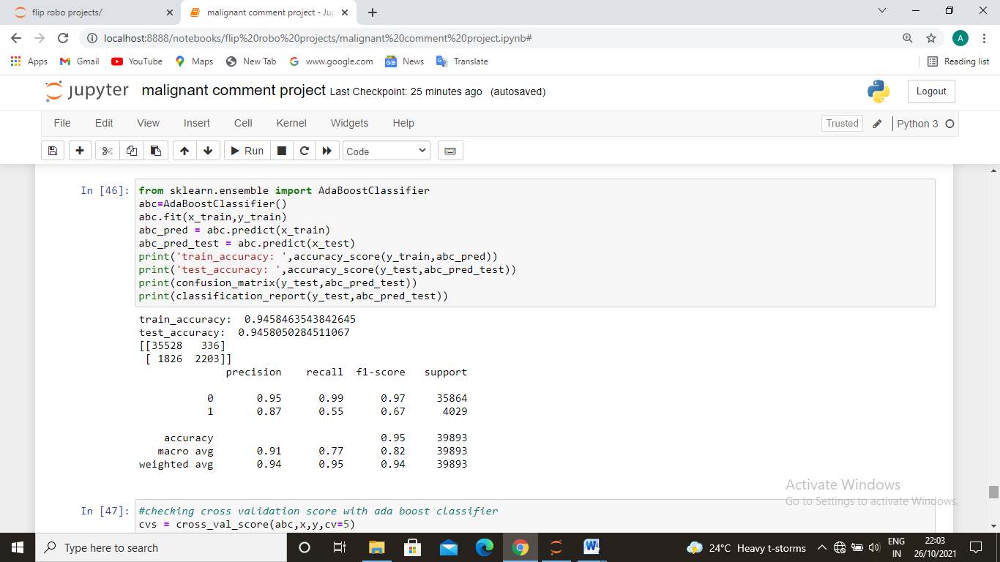 flip robo projects/
malignant comment project - Jup
localhost:8888/notebooks/flip%20robo%20projects/malignant%20comment%20project.ipynb#
A
Apps Gmail YouTube Maps New Tab www.google.com News Translate Reading list
jupyter malignant comment project Last Checkpoint: 25 minutes ago (autosaved) Logout
File Edit View Insert Cell Kernel Widgets Help Trusted Python 3
Run Code
In [46]: from sklearn.ensemble import AdaBoostClassifier
abc=AdaBoostClassifier()
abc.fit(x_train,y_train)
abc_pred = abc.predict(x_train)
abc_pred_test = abc.predict(x_test)
print('train_accuracy: ',accuracy_score(y_train,abc_pred))
print('test_accuracy: ',accuracy_score(y_test,abc_pred_test))
print(confusion_matrix(y_test,abc_pred_test))
print(classification_report(y_test,abc_pred_test))
train_accuracy:  0.9458463543842645
test_accuracy:  0.9458050284511067
[[35528   336]
 [ 1826  2203]]
              precision    recall  f1-score   support
           0       0.95      0.99      0.97     35864
           1       0.87      0.55      0.67      4029
    accuracy                           0.95     39893
   macro avg       0.91      0.77      0.82     39893
weighted avg       0.94      0.95      0.94     39893
Activate Windows
Go to Settings to activate Windows.
In [47]: #checking cross validation score with ada boost classifier
cvs = cross_val_score(abc,x,y,cv=5)
Type here to search 24°C Heavy t-storms ENG 22:03
IN 26/10/2021